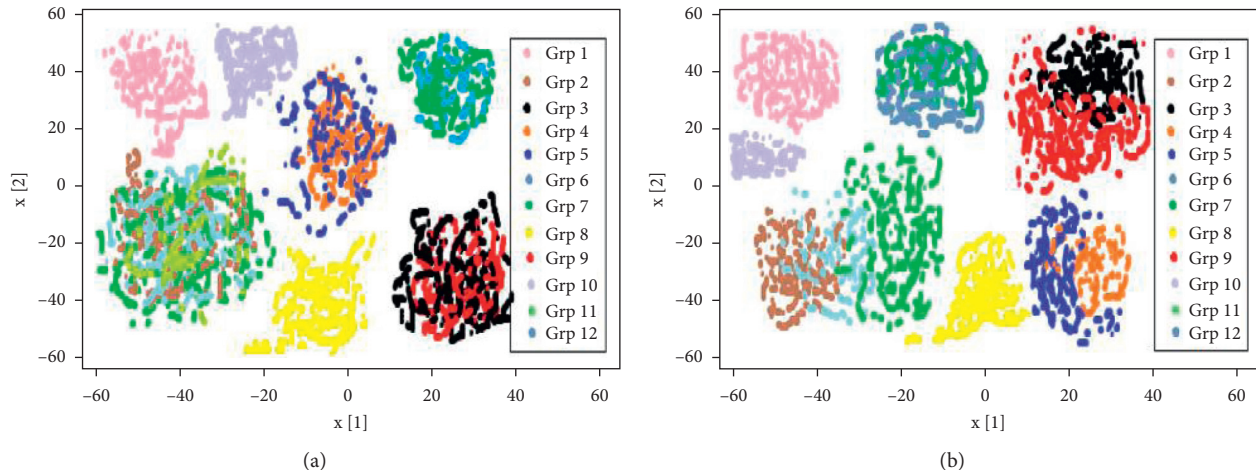 60
40
20
0
–20
–40
–60
x [2]
–60
–40
–20
0
20
40
60
x [1]
Grp 1
Grp 2
Grp 3
Grp 4
Grp 5
Grp 6
Grp 7
Grp 8
Grp 9
Grp 10
Grp 11
Grp 12
(a)
60
40
20
0
–20
–40
–60
x [2]
–60
–40
–20
0
20
40
60
x [1]
Grp 1
Grp 2
Grp 3
Grp 4
Grp 5
Grp 6
Grp 7
Grp 8
Grp 9
Grp 10
Grp 11
Grp 12
(b)